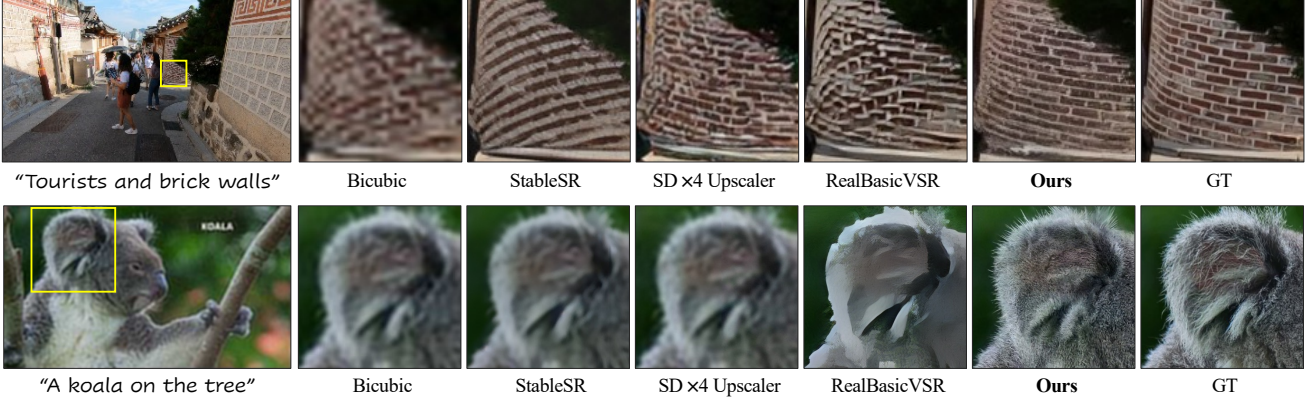 "Tourists and brick walls"
Bicubic
StableSR
SD ×4 Upscaler
RealBasicVSR
Ours
GT
KOALA
"A koala on the tree"
Bicubic
StableSR
SD ×4 Upscaler
RealBasicVSR
Ours
GT